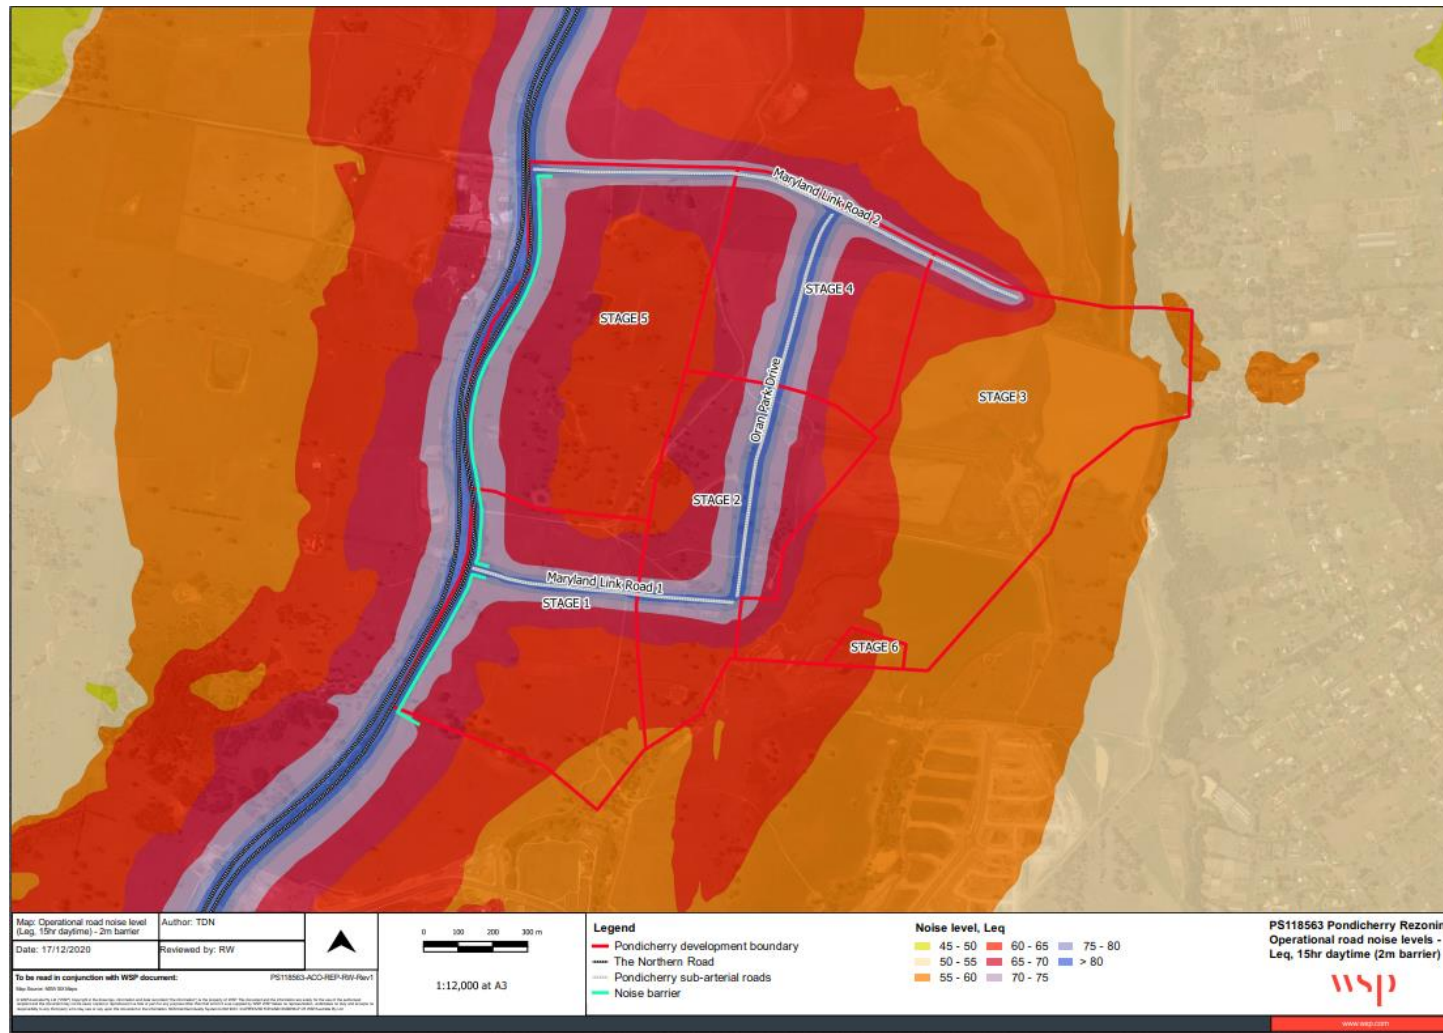 Maryland Link Road 2
STAGE 4
STAGE 5
Oran Park Drive
STAGE 3
STAGE 2
Maryland Link Road 1
STAGE 1
STAGE 6
Map: Operational road noise level
(Leq, 15hr daytime) - 2m barrier
Author: TDN
Date: 17/12/2020
Reviewed by: RW
To be read in conjunction with WSP document:
PS118563-ACO-REP-RW-Rev1
0 100 200 300 m
1:12,000 at A3
Legend
Pondicherry development boundary
The Northern Road
Pondicherry sub-arterial roads
Noise barrier
Noise level, Leq
45 - 50
50 - 55
55 - 60
60 - 65
65 - 70
70 - 75
75 - 80
> 80
PS118563 Pondicherry Rezonin
Operational road noise levels -
Leq, 15hr daytime (2m barrier)
wsp
www.wsp.com